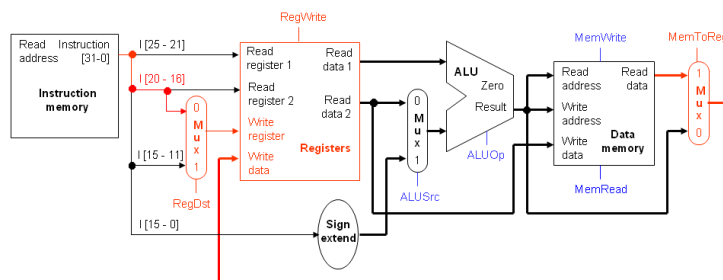 RegWrite
MemWrite
MemToReg
Read Instruction
address [31-0]
Instruction
memory
I [25 - 21]
I [20 - 16]
I [15 - 11]
I [15 - 0]
0
M
u
x
1
RegDst
Read
register 1
Read
register 2
Write
register
Write
data
Read
data 1
Read
data 2
Registers
Sign
extend
0
M
u
x
1
ALUSrc
ALU
Zero
Result
ALUOp
Read
address
Write
address
Write
data
Read
data
Data
memory
MemRead
1
M
u
x
0